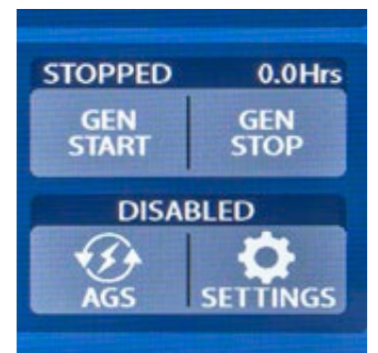 STOPPED 0.0Hrs
GEN START GEN STOP
DISABLED
AGS SETTINGS